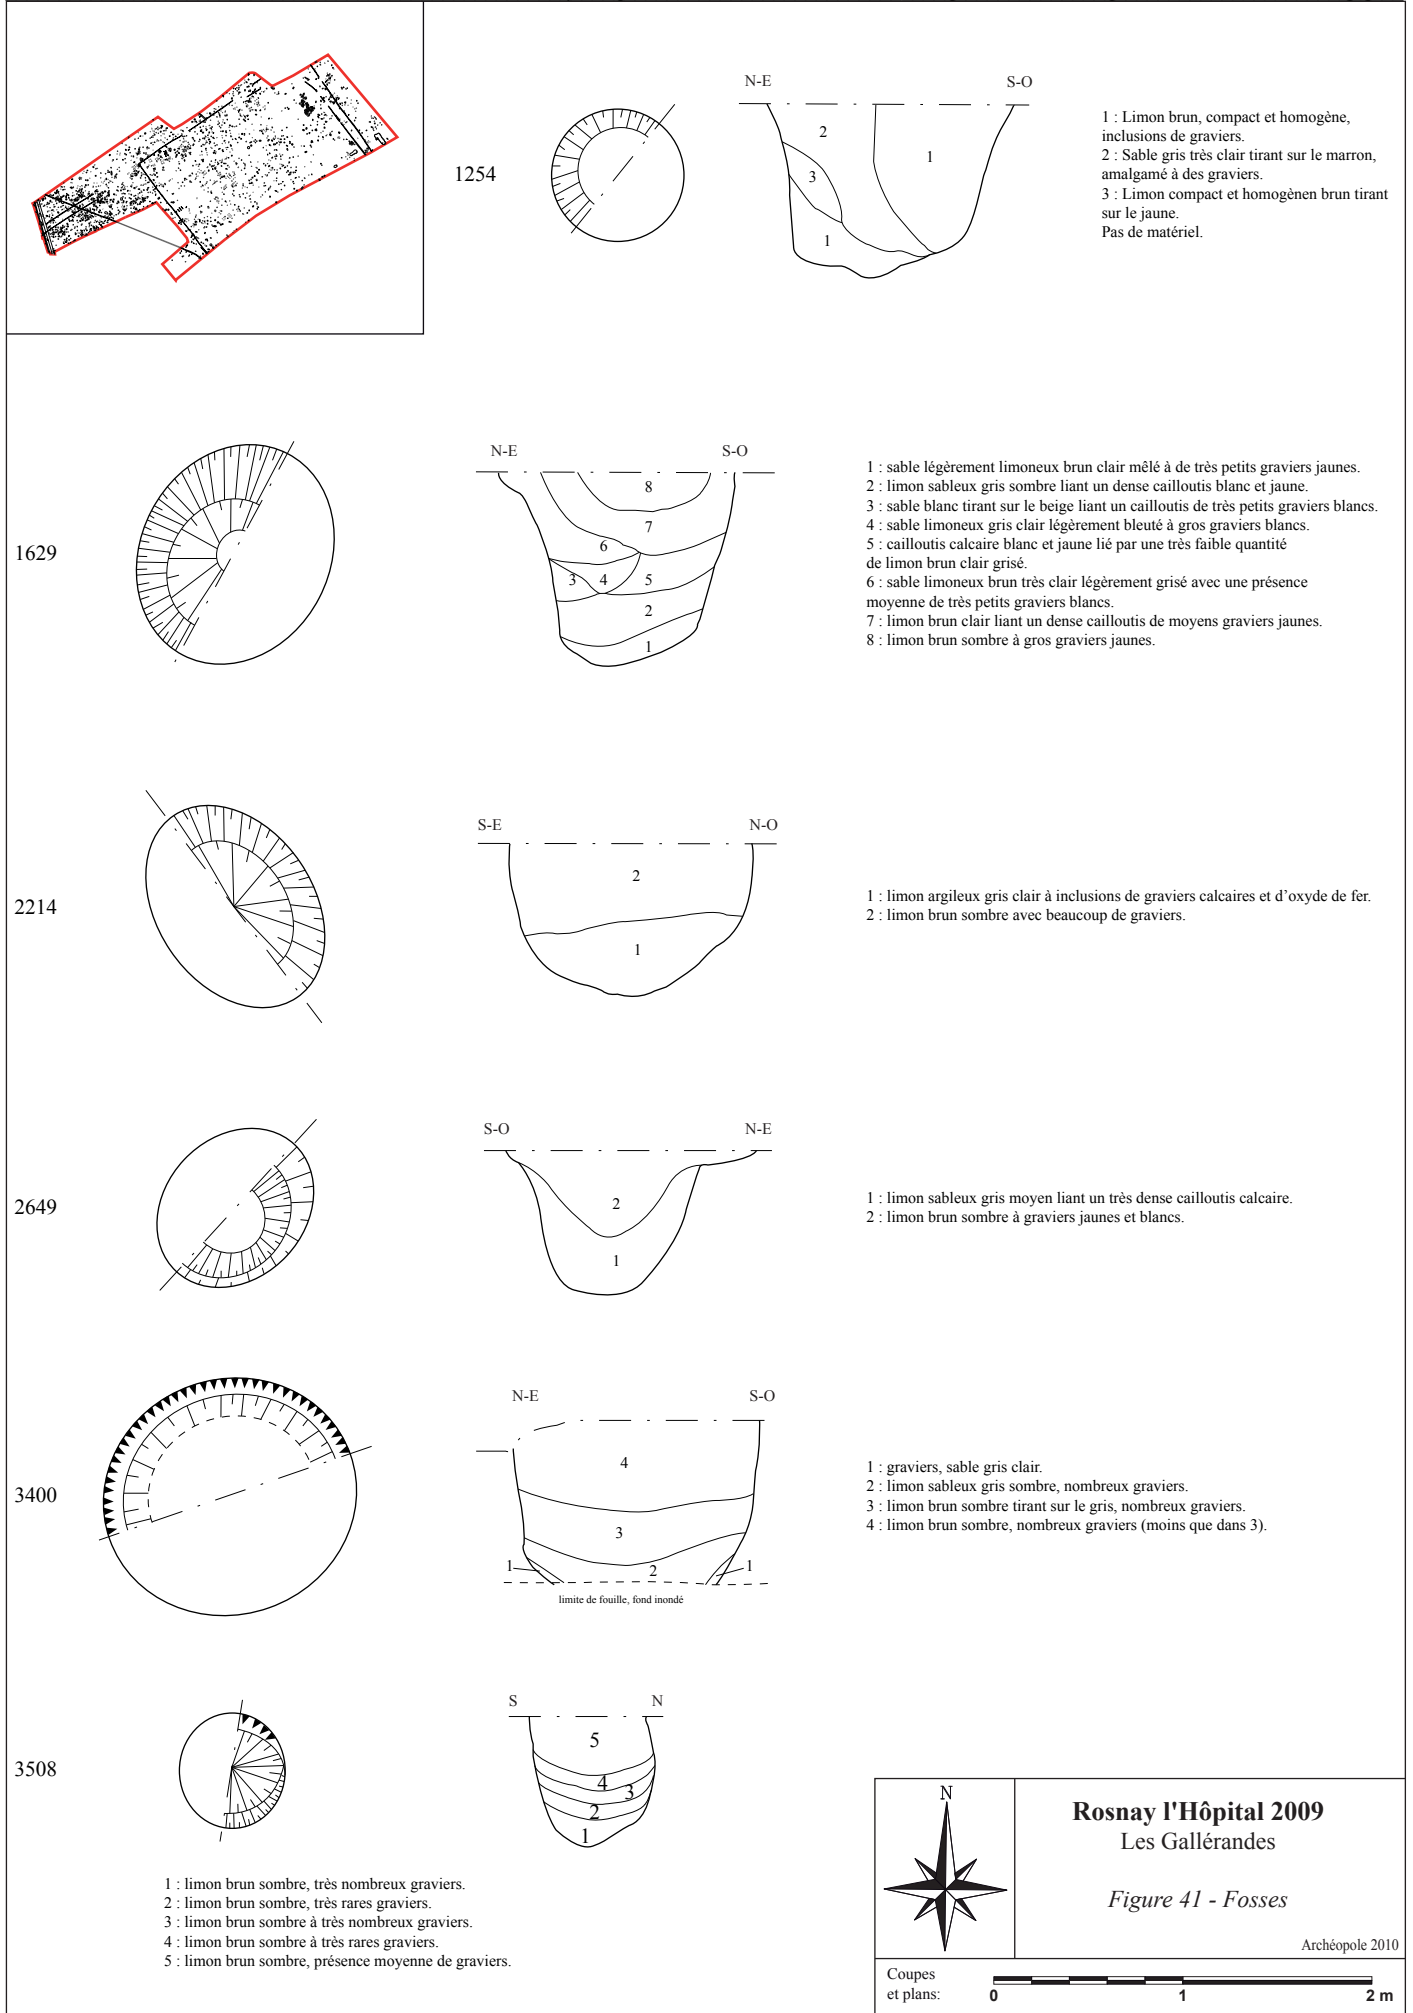 1254
N-E
S-O
2
1
3
1
1 : Limon brun, compact et homogène,
inclusions de graviers.
2 : Sable gris très clair tirant sur le marron,
amalgamé à des graviers.
3 : Limon compact et homogènen brun tirant
sur le jaune.
Pas de matériel.
1629
N-E
S-O
8
7
6
3
4
5
2
1
1 : sable légèrement limoneux brun clair mêlé à de très petits graviers jaunes.
2 : limon sableux gris sombre liant un dense cailloutis blanc et jaune.
3 : sable blanc tirant sur le beige liant un cailloutis de très petits graviers blancs.
4 : sable limoneux gris clair légèrement bleuté à gros graviers blancs.
5 : cailloutis calcaire blanc et jaune lié par une très faible quantité
de limon brun clair grisé.
6 : sable limoneux brun très clair légèrement grisé avec une présence
moyenne de très petits graviers blancs.
7 : limon brun clair liant un dense cailloutis de moyens graviers jaunes.
8 : limon brun sombre à gros graviers jaunes.
2214
S-E
N-O
2
1
1 : limon argileux gris clair à inclusions de graviers calcaires et d'oxyde de fer.
2 : limon brun sombre avec beaucoup de graviers.
2649
S-O
N-E
2
1
1 : limon sableux gris moyen liant un très dense cailloutis calcaire.
2 : limon brun sombre à graviers jaunes et blancs.
3400
N-E
S-O
4
3
1
2
1
limite de fouille, fond inondé
1 : graviers, sable gris clair.
2 : limon sableux gris sombre, nombreux graviers.
3 : limon brun sombre tirant sur le gris, nombreux graviers.
4 : limon brun sombre, nombreux graviers (moins que dans 3).
3508
S
N
5
4
3
2
1
1 : limon brun sombre, très nombreux graviers.
2 : limon brun sombre, très rares graviers.
3 : limon brun sombre à très nombreux graviers.
4 : limon brun sombre à très rares graviers.
5 : limon brun sombre, présence moyenne de graviers.
N
Rosnay l'Hôpital 2009
Les Gallérandes
Figure 41 - Fosses
Archéopole 2010
Coupes
et plans:
0
1
2 m